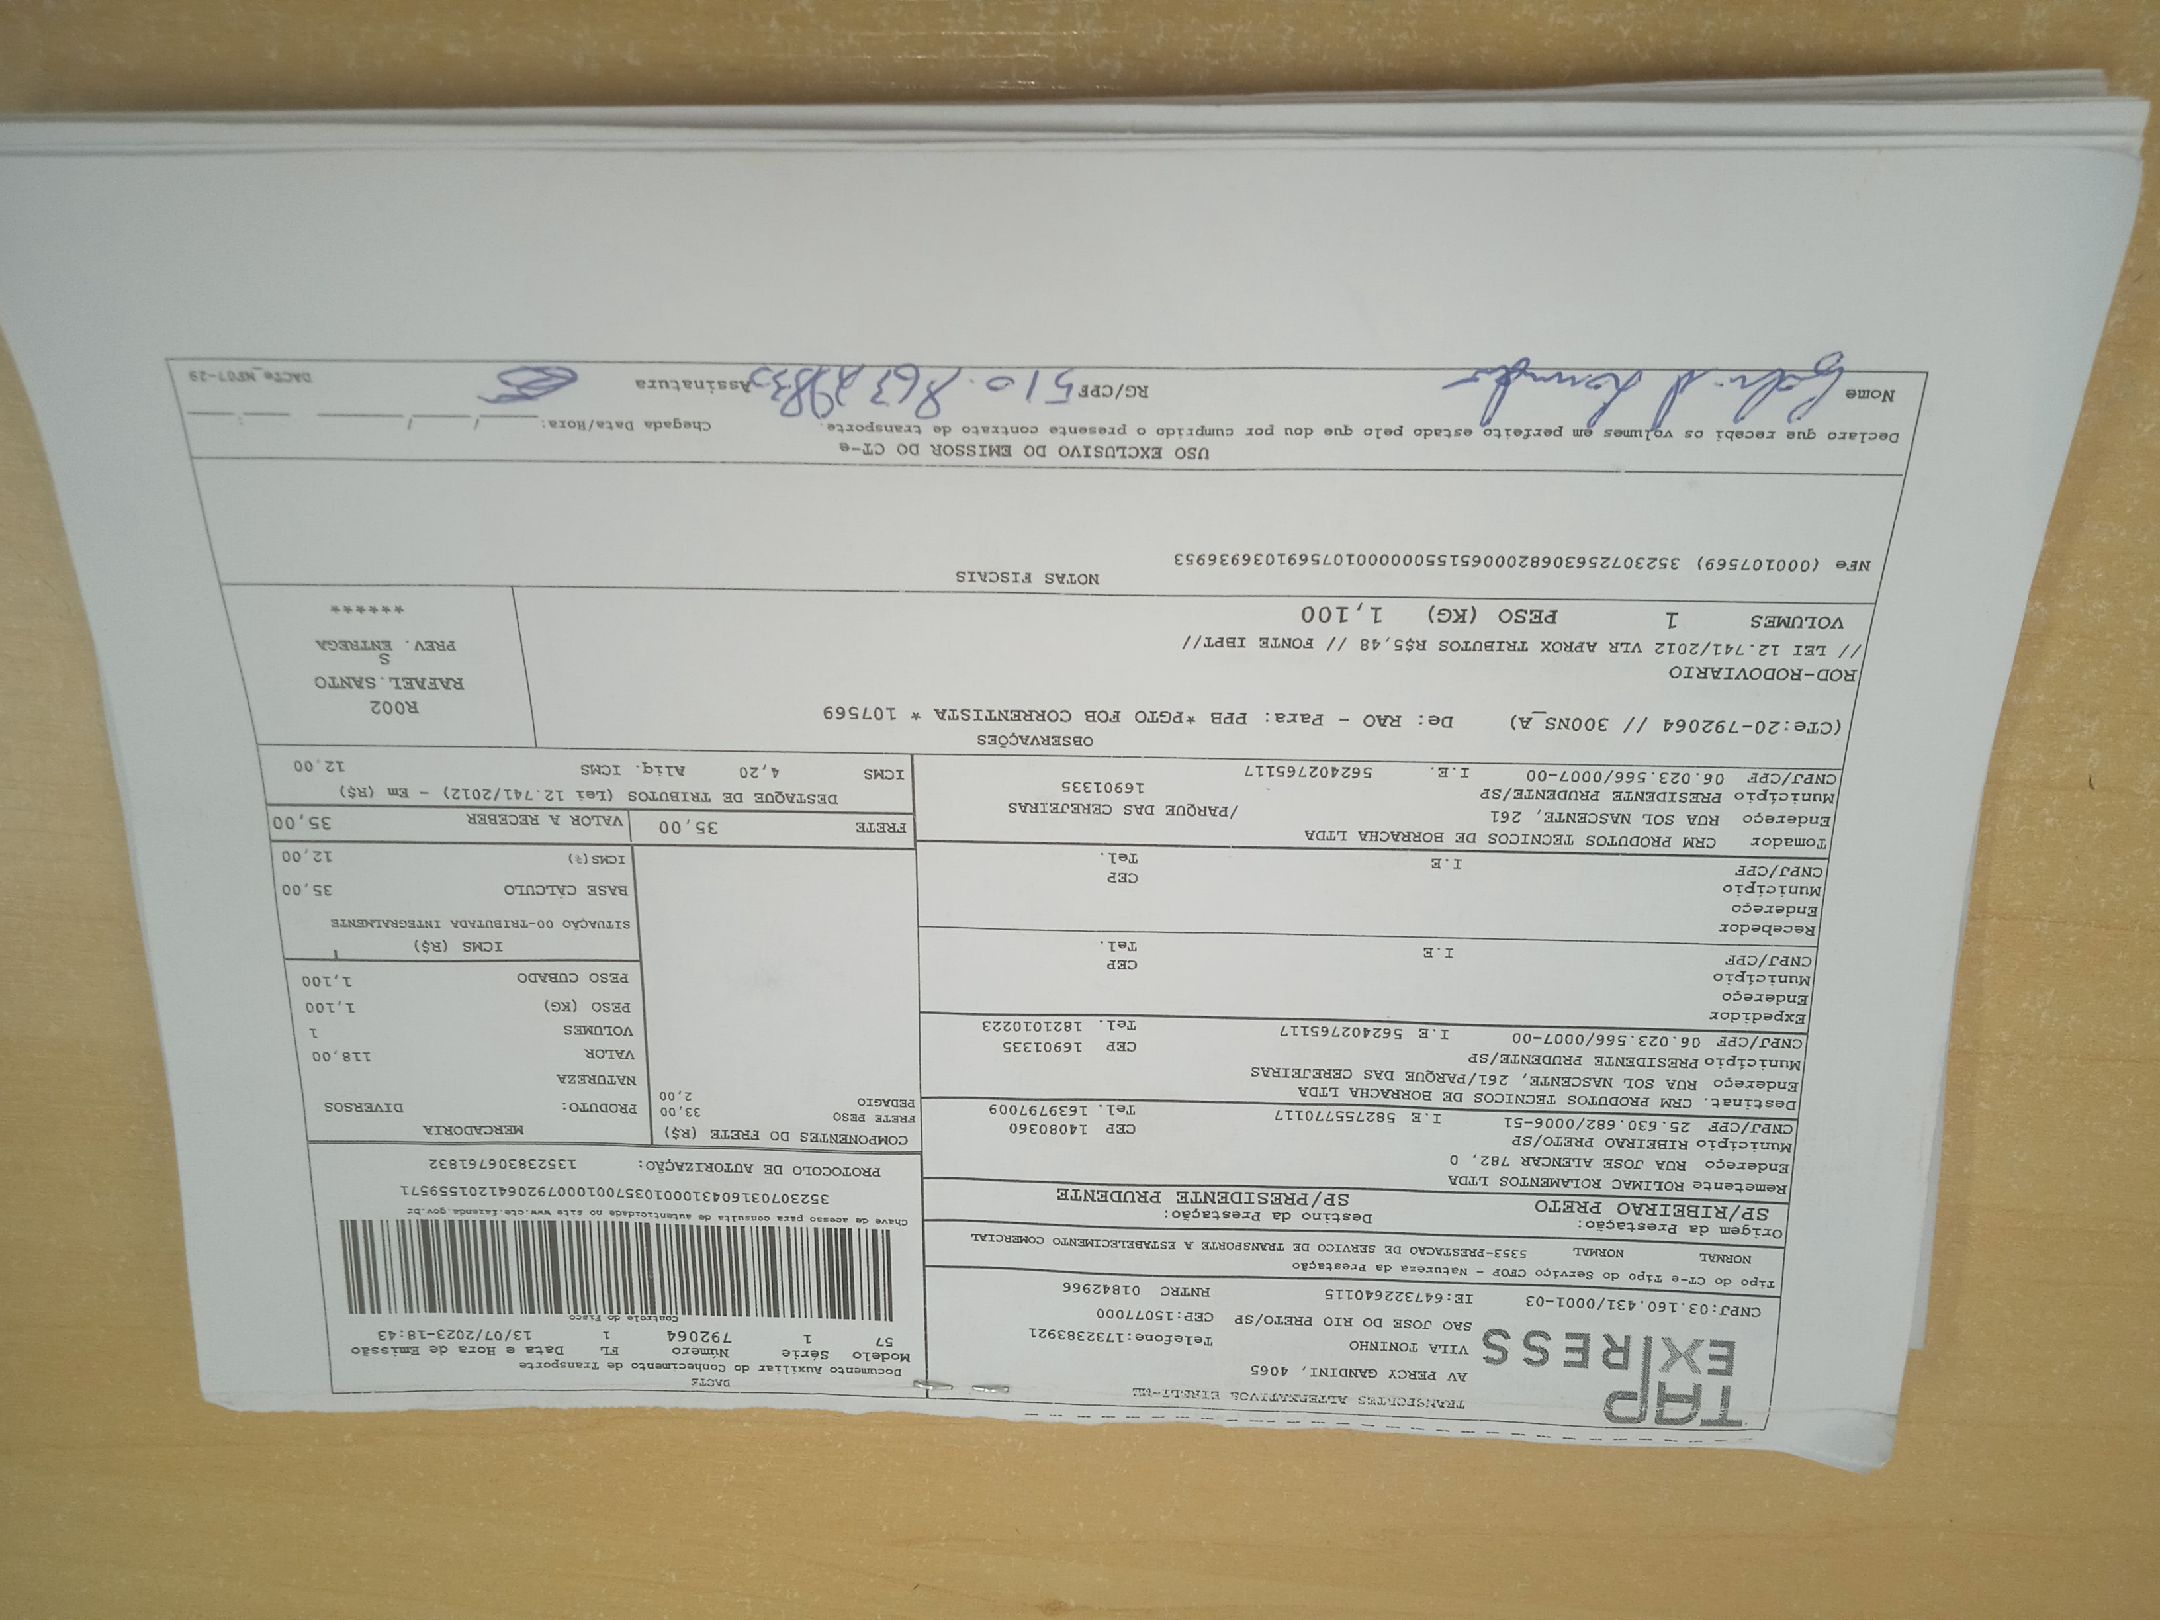 TAP
EXPRESS
TRANSPORTES ALTERNATIVOS EIRELI-ME
AV PERCY GANDINI, 4065
VILA TONINHO Telefone:1732383921
SAO JOSE DO RIO PRETO/SP CEP:15077000
CNPJ:03.160.431/0001-03 IE:647322640115 RNTRC 01842966
Tipo do CT-e Tipo do Serviço CFOP - Natureza da Prestação
NORMAL NORMAL 5353-PRESTACAO DE SERVICO DE TRANSPORTE A ESTABELECIMENTO COMERCIAL
Origem da Prestação: Destino da Prestação:
SP/RIBEIRAO PRETO SP/PRESIDENTE PRUDENTE
DACTE
Documento Auxiliar do Conhecimento de Transporte
Modelo Série Número FL Data e Hora de Emissão
57 1 792064 1 13/07/2023-18:43
Controle do Fisco
Chave de acesso para consulta de autenticidade no site www.cte.fazenda.gov.br
35230703160431000103570010007920641201559571
PROTOCOLO DE AUTORIZAÇÃO: 135238306761832
Remetente ROLIMAC ROLAMENTOS LTDA
Endereço RUA JOSE ALENCAR 782, 0
Município RIBEIRAO PRETO/SP CEP 14080360
CNPJ/CPF 25.630.682/0006-51 I.E 582755770117 Tel. 1639797009
Destinat. CRM PRODUTOS TECNICOS DE BORRACHA LTDA
Endereço RUA SOL NASCENTE, 261/PARQUE DAS CEREJEIRAS
Município PRESIDENTE PRUDENTE/SP CEP 16901335
CNPJ/CPF 06.023.566/0007-00 I.E 562402765117 Tel. 1821010223
Expedidor
Endereço
Município CEP
CNPJ/CPF I.E Tel.
Recebedor
Endereço
Município CEP
CNPJ/CPF I.E Tel.
Tomador CRM PRODUTOS TECNICOS DE BORRACHA LTDA
Endereço RUA SOL NASCENTE, 261 /PARQUE DAS CEREJEIRAS
Município PRESIDENTE PRUDENTE/SP 16901335
CNPJ/CPF 06.023.566/0007-00 I.E. 562402765117
COMPONENTES DO FRETE (R$)
FRETE PESO 33,00
PEDAGIO 2,00
MERCADORIA
PRODUTO: DIVERSOS
NATUREZA
VALOR 118,00
VOLUMES 1
PESO (KG) 1,100
PESO CUBADO 1,100
ICMS (R$)
SITUAÇÃO 00-TRIBUTADA INTEGRALMENTE
BASE CÁLCULO 35,00
ICMS(%) 12,00
FRETE 35,00 VALOR A RECEBER 35,00
DESTAQUE DE TRIBUTOS (Lei 12.741/2012) - Em (R$)
ICMS 4,20 Aliq. ICMS 12,00
OBSERVAÇÕES
(CTe:20-792064 // 300NS_A) De: RAO - Para: PPB *PGTO FOB CORRENTISTA * 107569
ROD-RODOVIARIO
// LEI 12.741/2012 VLR APROX TRIBUTOS R$5,48 // FONTE IBPT//
VOLUMES 1 PESO (KG) 1,100
R002
RAFAEL.SANTO
S
PREV. ENTREGA
******
NOTAS FISCAIS
NFe (000107569) 35230725630682000651550000001075691036936953
USO EXCLUSIVO DO EMISSOR DO CT-e
Declaro que recebi os volumes em perfeito estado pelo que dou por cumprido o presente contrato de transporte. Chegada Data/Hora: ____/____/____ ___:___
Nome RG/CPF Assinatura
DACTe_NF07-29